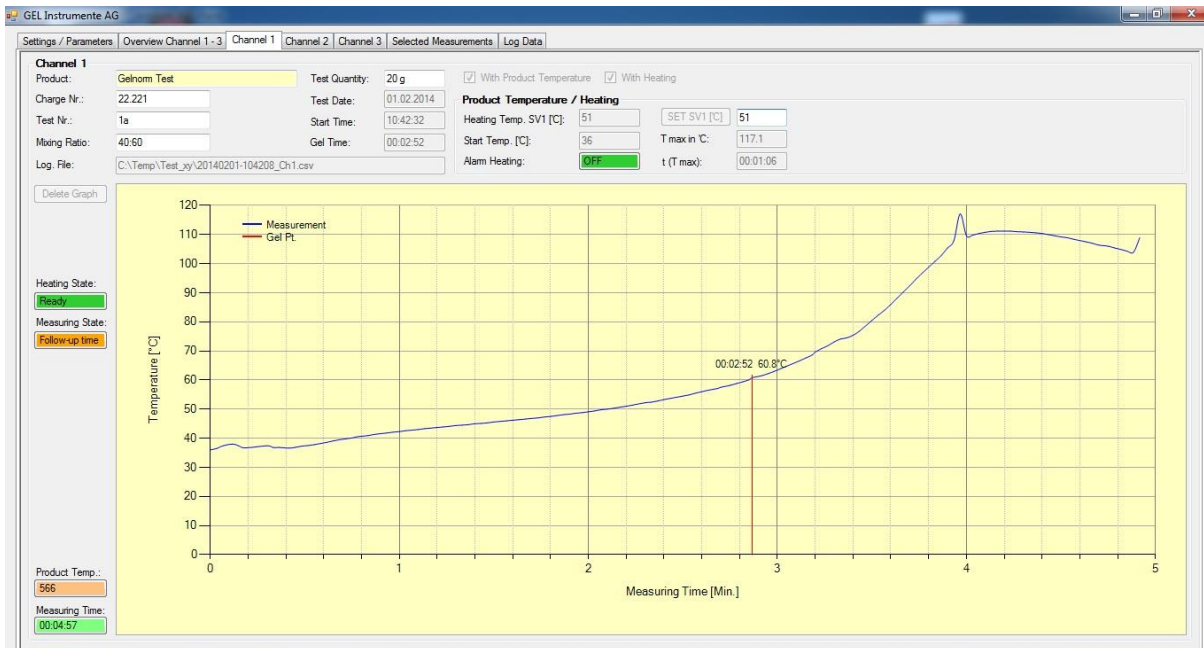 GEL Instrumente AG
Settings / Parameters Overview Channel 1 - 3 Channel 1 Channel 2 Channel 3 Selected Measurements Log Data
Channel 1
Product: Gelnorm Test Test Quantity: 20 g With Product Temperature With Heating
Charge Nr.: 22.221 Test Date: 01.02.2014 Product Temperature / Heating
Test Nr.: 1a Start Time: 10:42:32 Heating Temp. SV1 [°C]: 51 SET SV1 [°C] 51
Mixing Ratio: 40:60 Gel Time: 00:02:52 Start Temp. [°C]: 36 T max in °C: 117.1
Log. File: C:\Temp\Test_xy\20140201-104208_Ch1.csv Alarm Heating: OFF t (T max): 00:01:06
Delete Graph
120
Measurement
Gel Pt.
110
100
Heating State:
Ready
90
Measuring State:
Follow-up time
80
70
00:02:52 60.8°C
60
Temperature [°C]
50
40
30
20
10
0
0 1 2 3 4 5
Measuring Time [Min.]
Product Temp.:
566
Measuring Time:
00:04:57